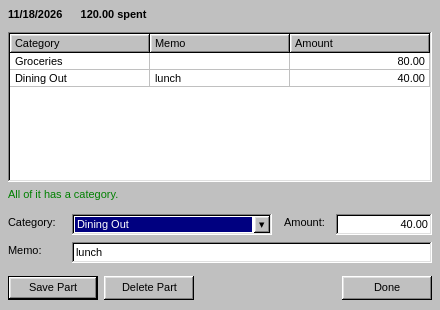 11/18/2026 120.00 spent
Category Memo Amount
Groceries 80.00
Dining Out lunch 40.00
All of it has a category.
Category: Dining Out Amount: 40.00
Memo: lunch
Save Part Delete Part Done